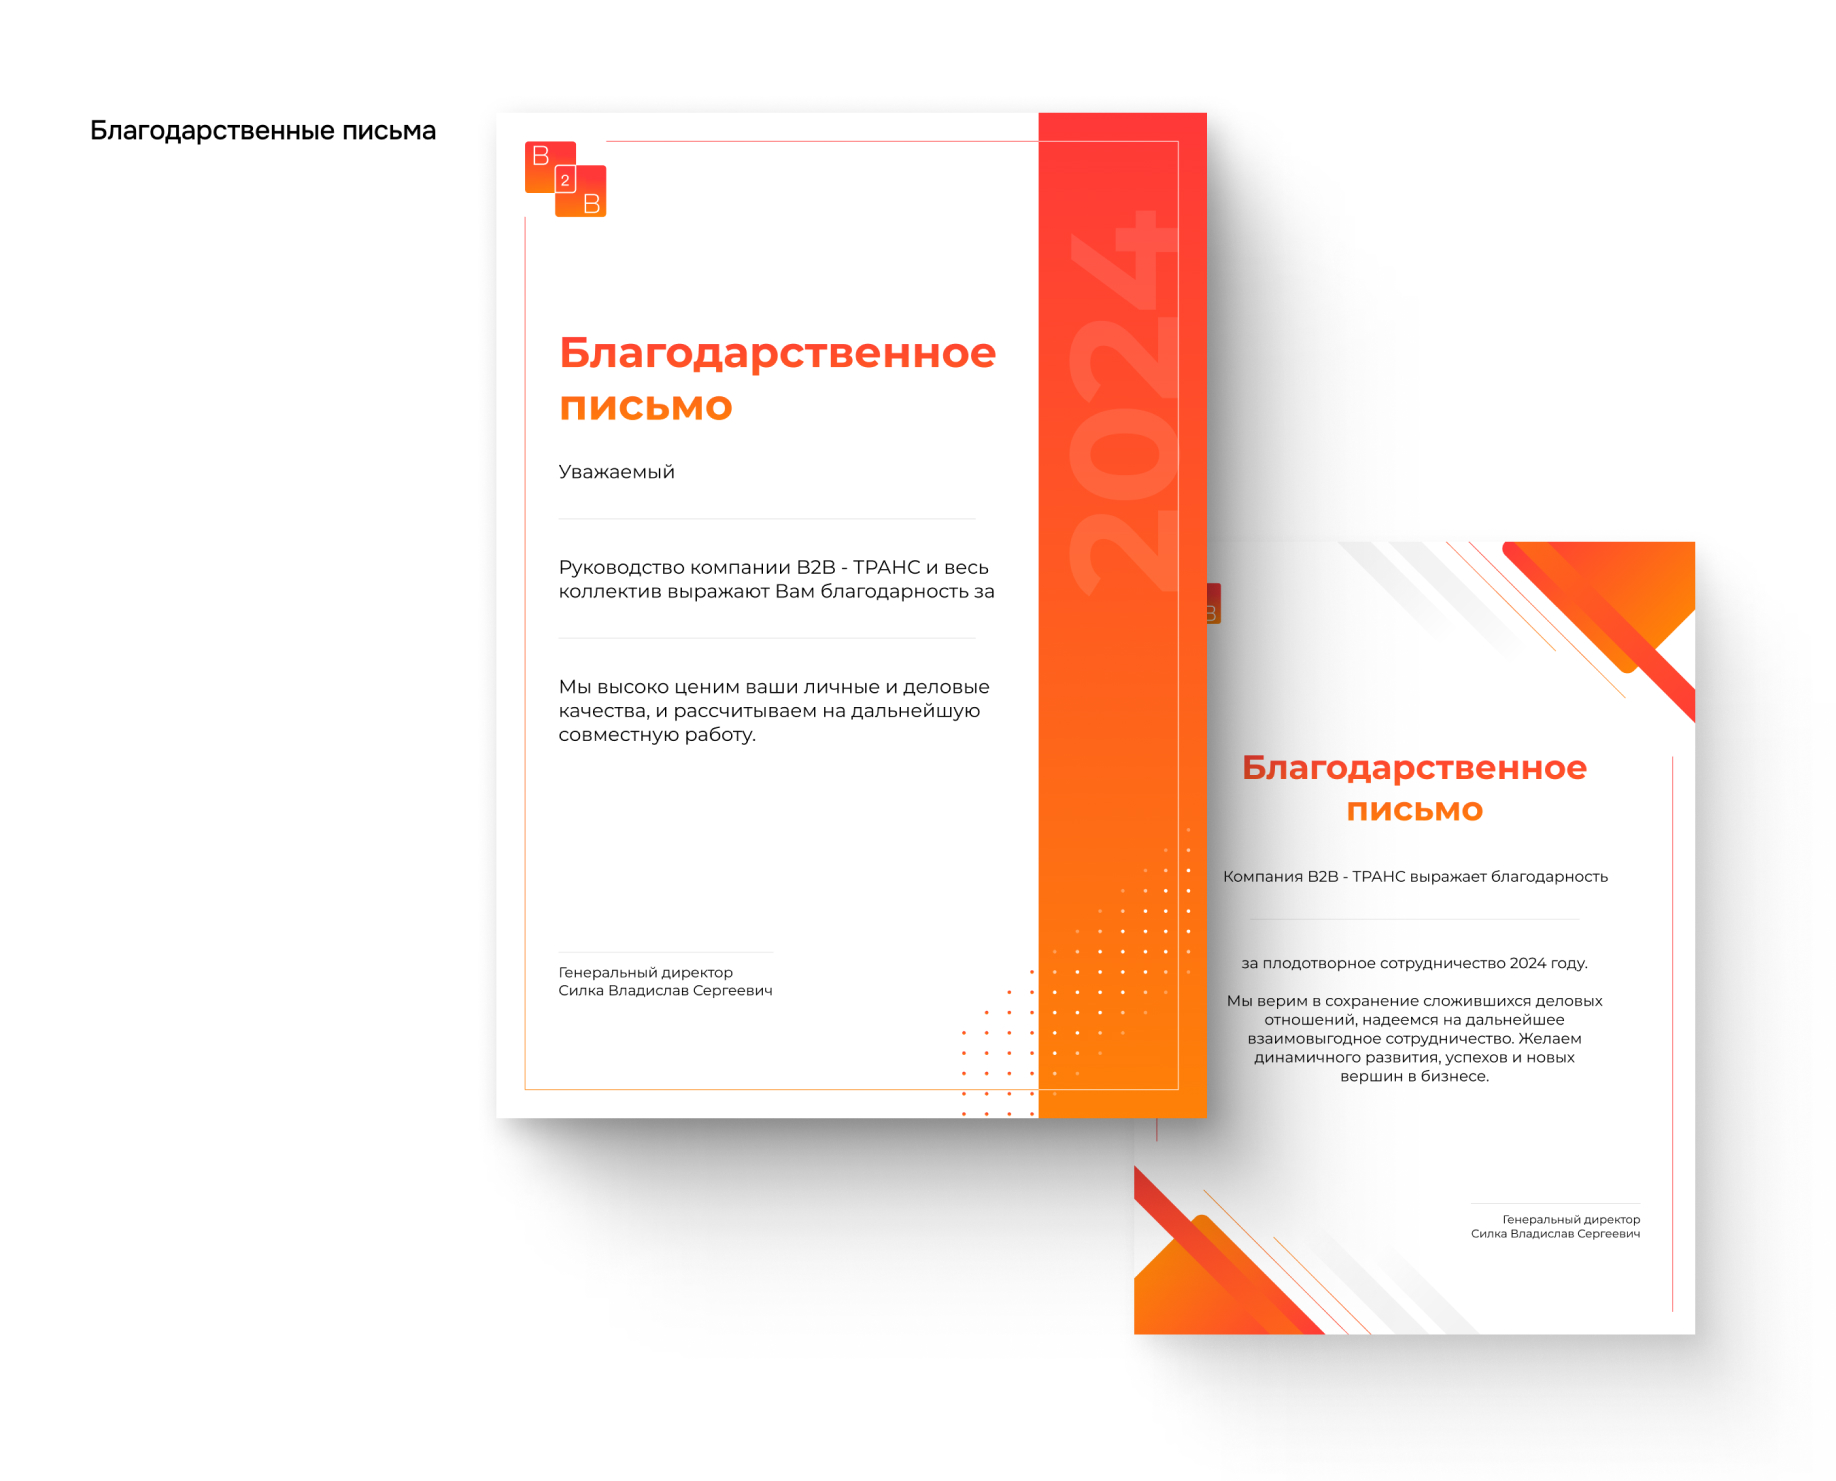 Благодарственные письма
B
2
B
2024
Благодарственное
письмо
Уважаемый
Руководство компании B2B - ТРАНС и весь
коллектив выражают Вам благодарность за
Мы высоко ценим ваши личные и деловые
качества, и рассчитываем на дальнейшую
совместную работу.
Генеральный директор
Силка Владислав Сергеевич
B
Благодарственное
письмо
Компания B2B - ТРАНС выражает благодарность
за плодотворное сотрудничество 2024 году.
Мы верим в сохранение сложившихся деловых
отношений, надеемся на дальнейшее
взаимовыгодное сотрудничество. Желаем
динамичного развития, успехов и новых
вершин в бизнесе.
Генеральный директор
Силка Владислав Сергеевич